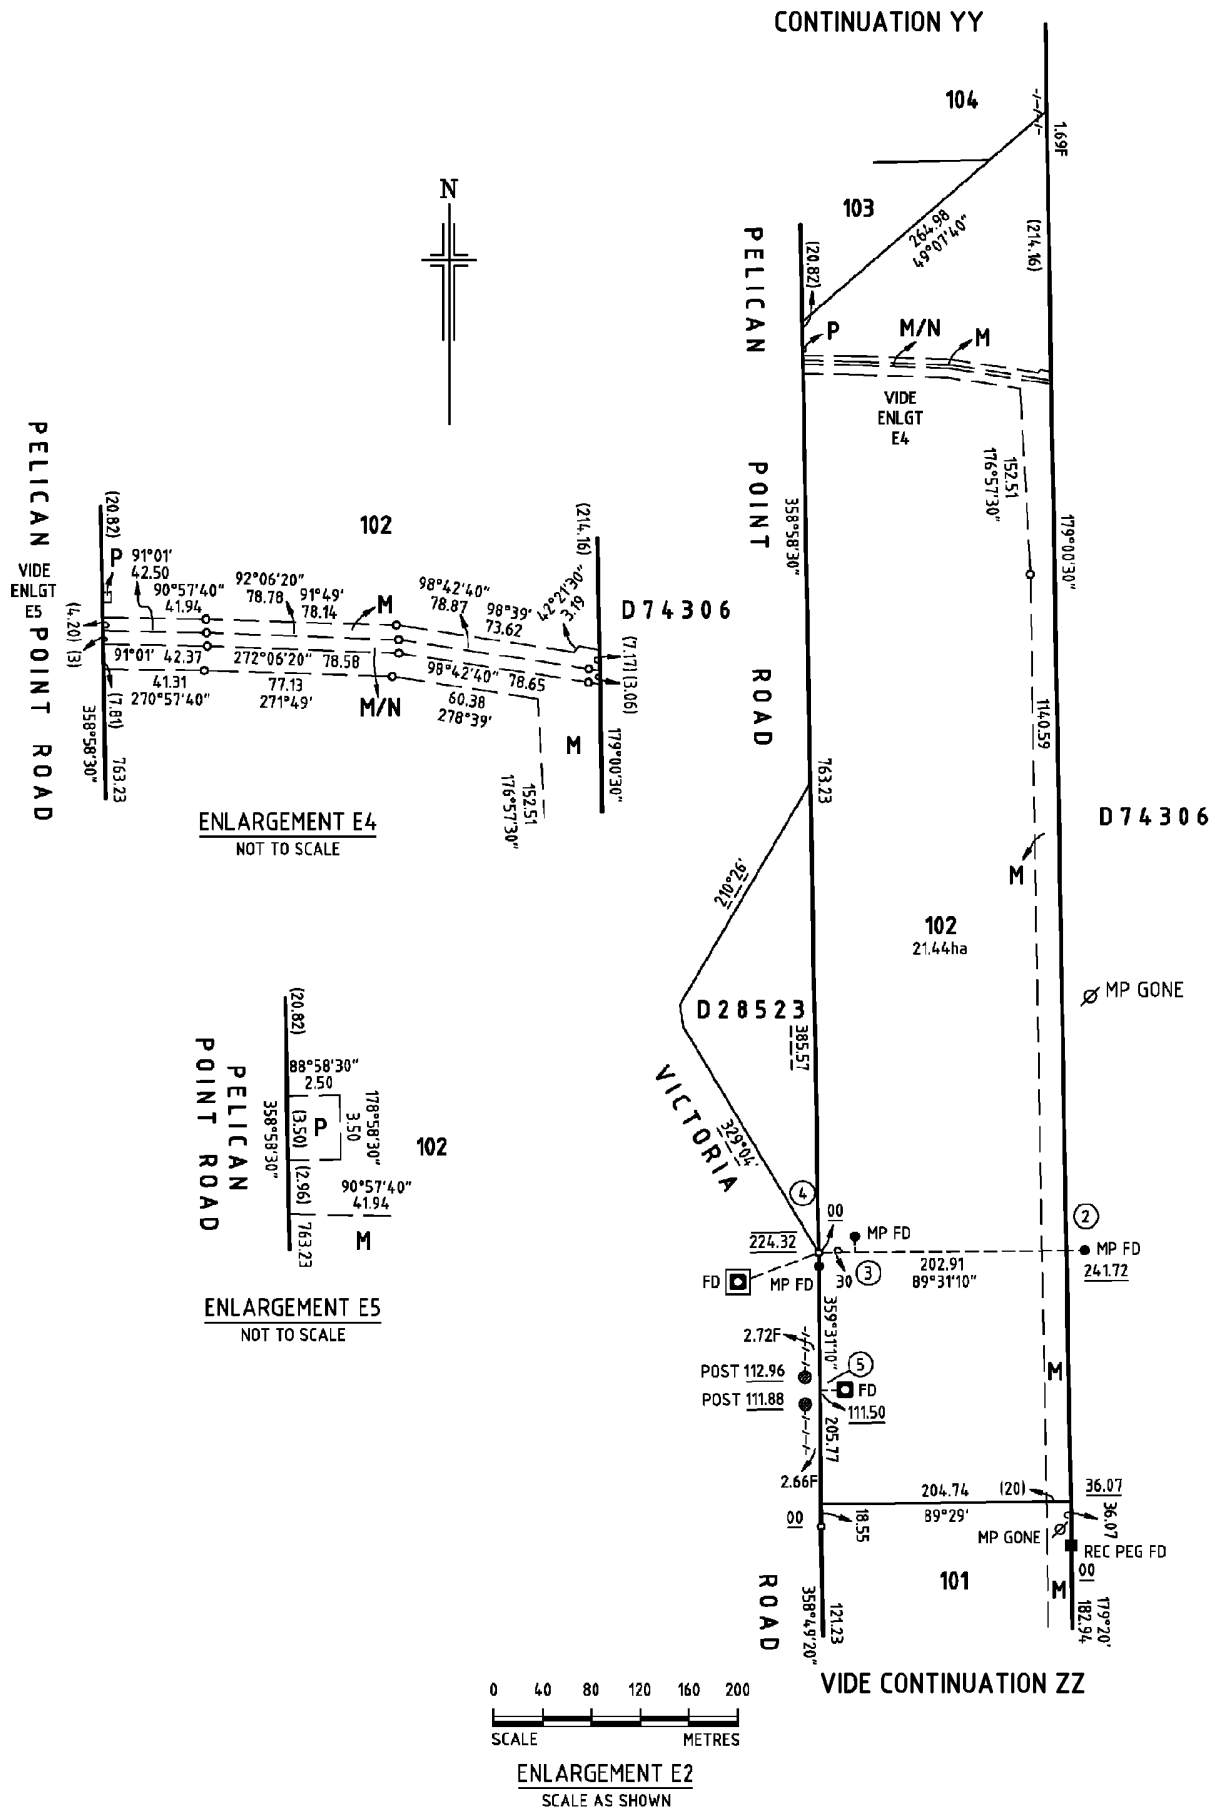 CONTINUATION YY
104
1.69F
103
264.98
49°07'40"
(214.16)
(20.82)
P
M/N
M
VIDE
ENLGT
E4
PELICAN
POINT
ROAD
152.51
176°57'30"
358°58'30"
179°00'30"
1140.59
763.23
D74306
M
210°26'
102
21.44ha
MP GONE
D28523
385.57
VICTORIA
329°04'
4
00
2
224.32
MP FD
MP FD
FD
MP FD
30
3
202.91
89°31'10"
241.72
359°31'10"
2.72F
5
POST 112.96
FD
POST 111.88
111.50
M
205.77
2.66F
204.74
(20)
36.07
00
18.55
89°29'
36.07
MP GONE
REC PEG FD
00
101
M
ROAD
358°49'20"
121.23
179°20'
182.94
VIDE CONTINUATION ZZ
N
PELICAN
POINT ROAD
(20.82)
102
(214.16)
P
VIDE
ENLGT
E5
91°01'
42.50
90°57'40"
41.94
92°06'20"
78.78
91°49'
78.14
M
98°42'40"
78.87
98°39'
73.62
42°21'30"
3.19
D74306
(4.20)
(3)
91°01' 42.37
272°06'20" 78.58
98°42'40" 78.65
(7.17)
(3.06)
41.31
270°57'40"
77.13
271°49'
M/N
60.38
278°39'
M
(7.81)
358°58'30"
763.23
152.51
176°57'30"
179°00'30"
ENLARGEMENT E4
NOT TO SCALE
(20.82)
PELICAN
POINT ROAD
88°58'30"
2.50
358°58'30"
(3.50)
P
3.50
178°58'30"
102
(2.96)
90°57'40"
41.94
763.23
M
ENLARGEMENT E5
NOT TO SCALE
0 40 80 120 160 200
SCALE METRES
ENLARGEMENT E2
SCALE AS SHOWN